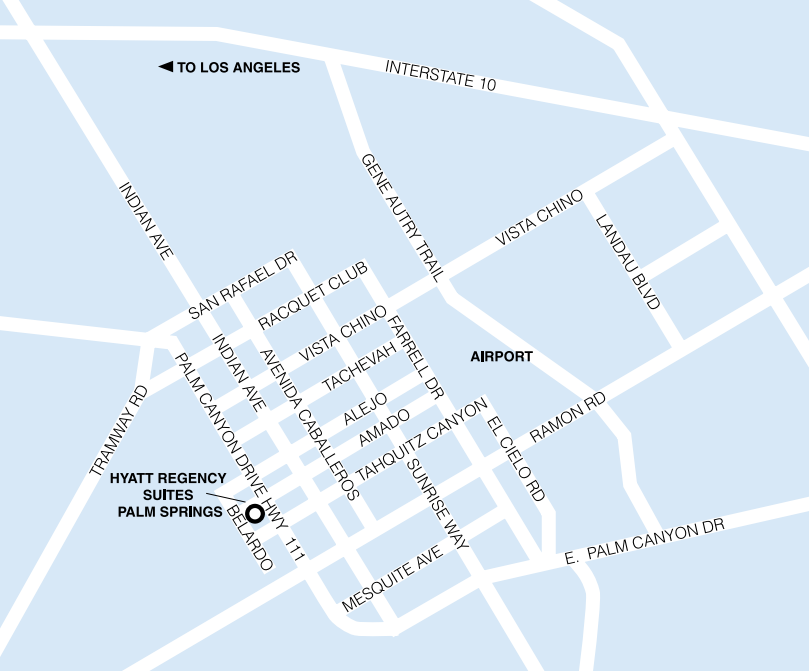 ◄ TO LOS ANGELES
INTERSTATE 10
GENE AUTRY TRAIL
INDIAN AVE
VISTA CHINO
LANDAU BLVD
SAN RAFAEL DR
RACQUET CLUB
VISTA CHINO
FARRELL DR
AIRPORT
INDIAN AVE
AVENIDA CABALLEROS
TACHEVAH
PALM CANYON DRIVE HWY 111
TRAMWAY RD
ALEJO
AMADO
TAHQUITZ CANYON
EL CIELO RD
RAMON RD
SUNRISE WAY
HYATT REGENCY
SUITES
PALM SPRINGS
BELARDO
MESQUITE AVE
E. PALM CANYON DR